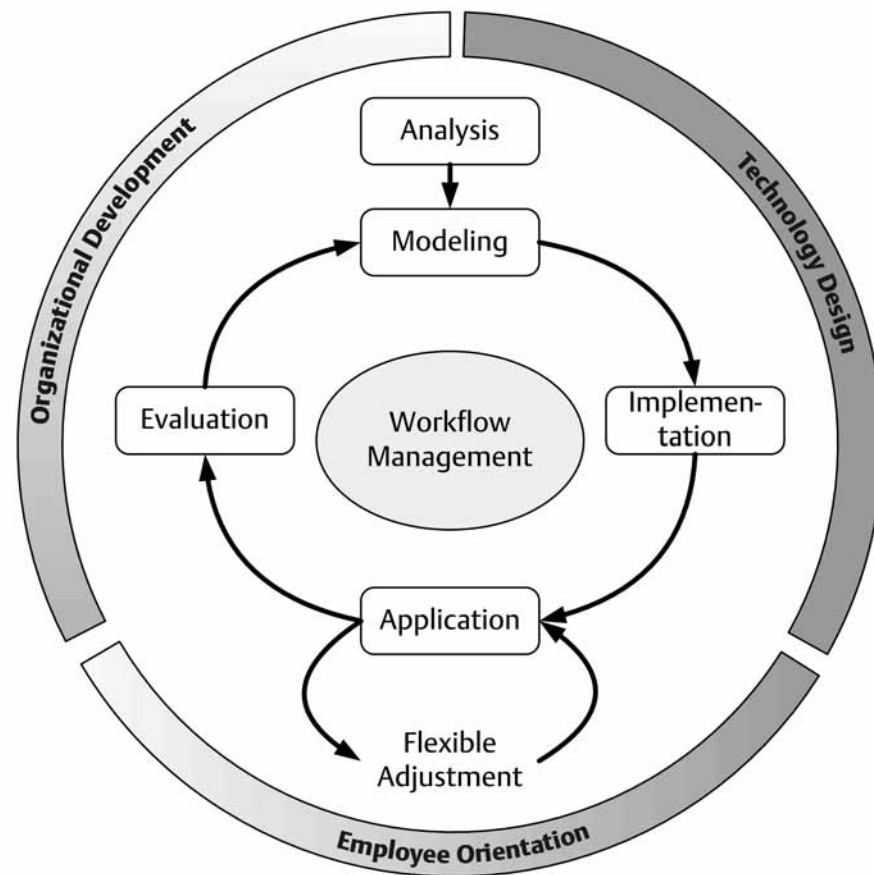 Analysis
Modeling
Organizational Development
Technology Design
Evaluation
Workflow
Management
Implemen-
tation
Application
Flexible
Adjustment
Employee Orientation